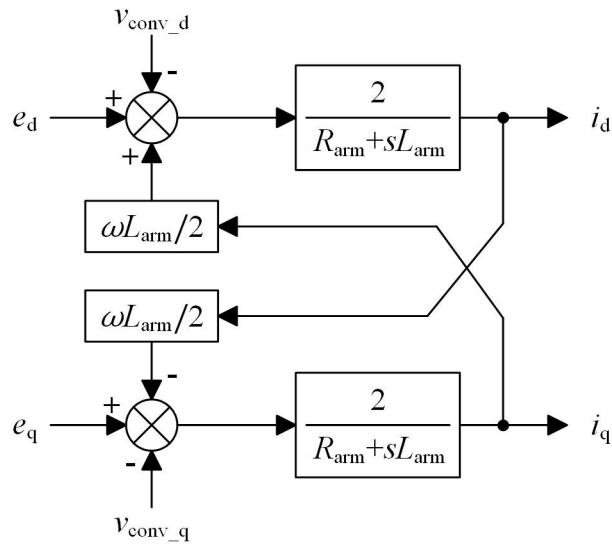 v_conv_d
-
e_d
+
+
2
R_arm+sL_arm
i_d
ωL_arm/2
ωL_arm/2
-
e_q
+
-
2
R_arm+sL_arm
i_q
v_conv_q